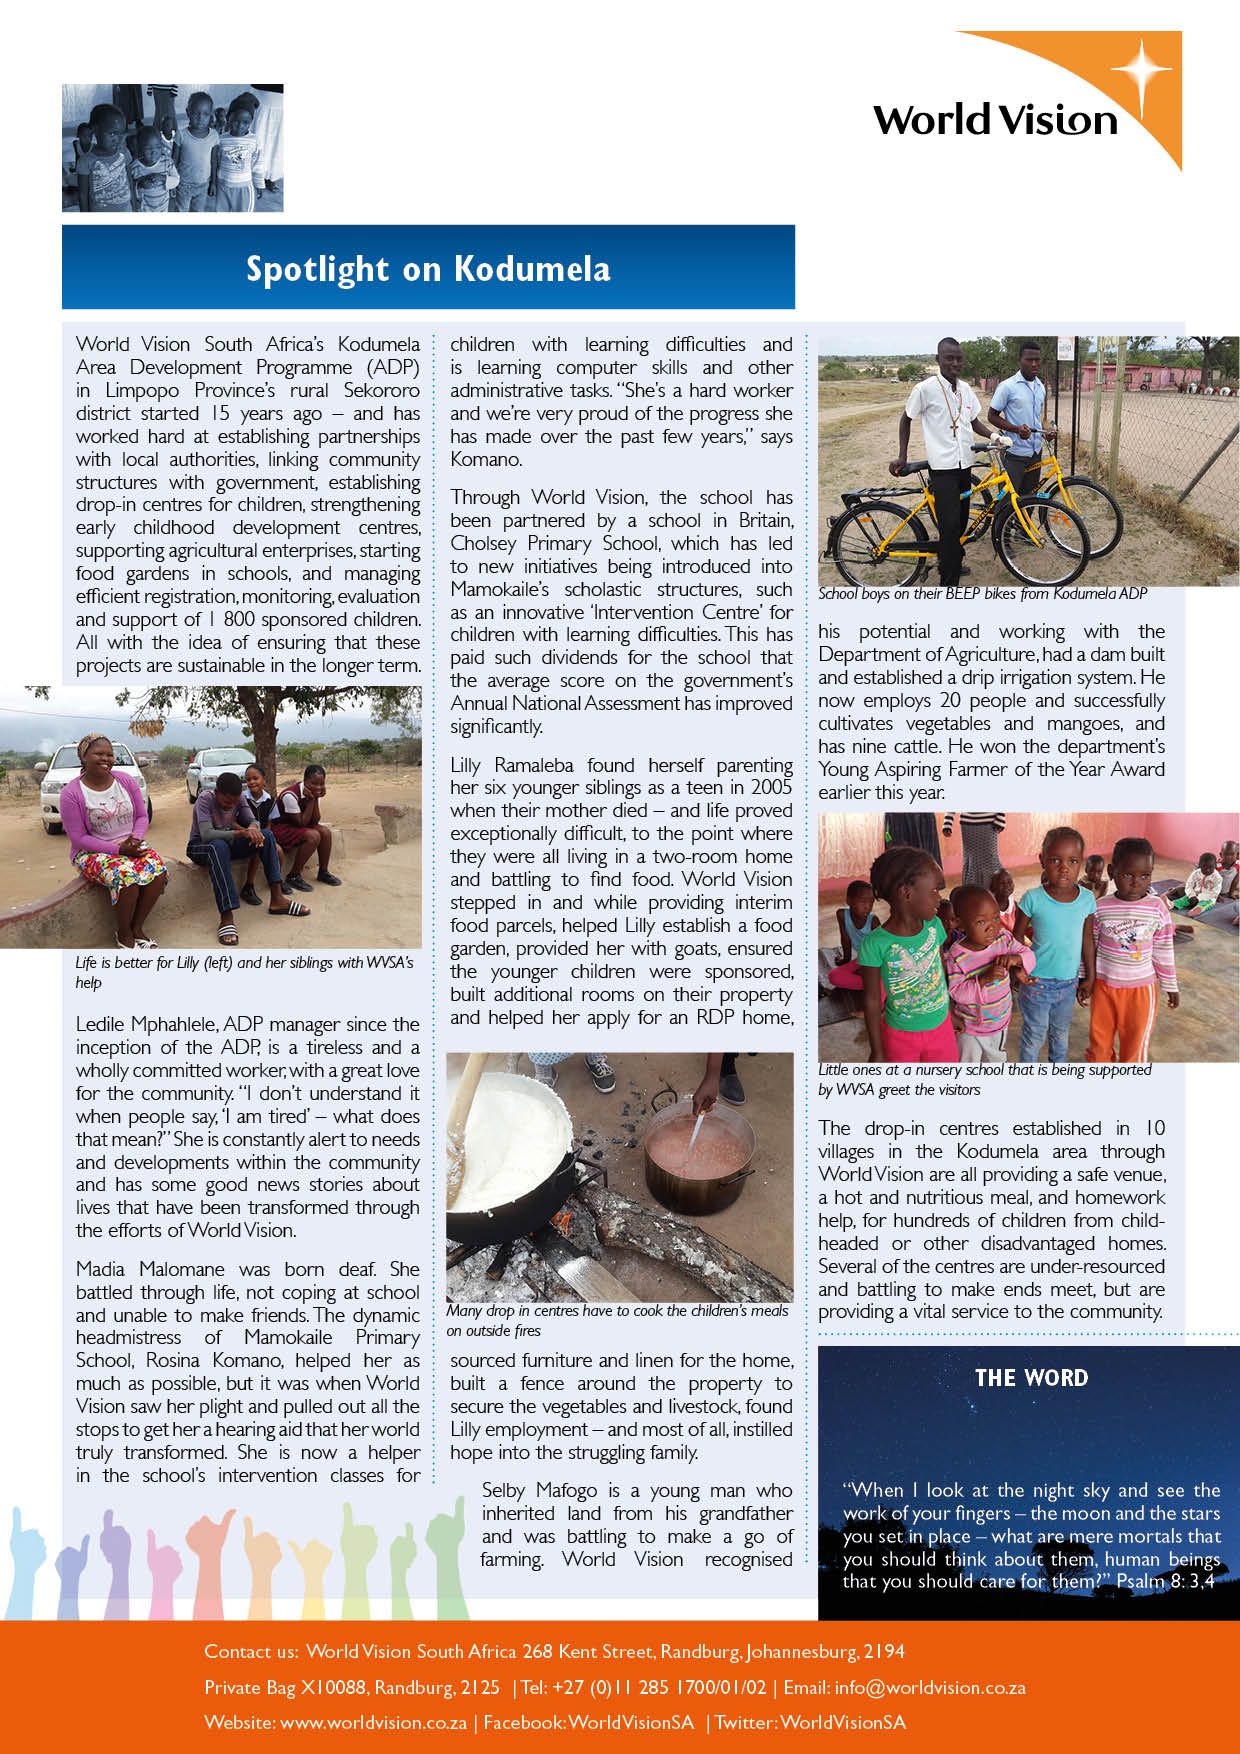 World Vision
Spotlight on Kodumela
World Vision South Africa's Kodumela
Area Development Programme (ADP)
in Limpopo Province's rural Sekororo
district started 15 years ago – and has
worked hard at establishing partnerships
with local authorities, linking community
structures with government, establishing
drop-in centres for children, strengthening
early childhood development centres,
supporting agricultural enterprises, starting
food gardens in schools, and managing
efficient registration, monitoring, evaluation
and support of 1 800 sponsored children.
All with the idea of ensuring that these
projects are sustainable in the longer term.
Life is better for Lilly (left) and her siblings with WVSA's
help
Ledile Mphahlele, ADP manager since the
inception of the ADP, is a tireless and a
wholly committed worker, with a great love
for the community. “I don't understand it
when people say, ‘I am tired’ – what does
that mean?” She is constantly alert to needs
and developments within the community
and has some good news stories about
lives that have been transformed through
the efforts of World Vision.
Madia Malomane was born deaf. She
battled through life, not coping at school
and unable to make friends. The dynamic
headmistress of Mamokaile Primary
School, Rosina Komano, helped her as
much as possible, but it was when World
Vision saw her plight and pulled out all the
stops to get her a hearing aid that her world
truly transformed. She is now a helper
in the school's intervention classes for
children with learning difficulties and
is learning computer skills and other
administrative tasks. “She's a hard worker
and we're very proud of the progress she
has made over the past few years,” says
Komano.
Through World Vision, the school has
been partnered by a school in Britain,
Cholsey Primary School, which has led
to new initiatives being introduced into
Mamokaile's scholastic structures, such
as an innovative ‘Intervention Centre’ for
children with learning difficulties. This has
paid such dividends for the school that
the average score on the government's
Annual National Assessment has improved
significantly.
Lilly Ramaleba found herself parenting
her six younger siblings as a teen in 2005
when their mother died – and life proved
exceptionally difficult, to the point where
they were all living in a two-room home
and battling to find food. World Vision
stepped in and while providing interim
food parcels, helped Lilly establish a food
garden, provided her with goats, ensured
the younger children were sponsored,
built additional rooms on their property
and helped her apply for an RDP home,
Many drop in centres have to cook the children's meals
on outside fires
sourced furniture and linen for the home,
built a fence around the property to
secure the vegetables and livestock, found
Lilly employment – and most of all, instilled
hope into the struggling family.
Selby Mafogo is a young man who
inherited land from his grandfather
and was battling to make a go of
farming. World Vision recognised
School boys on their BEEP bikes from Kodumela ADP
his potential and working with the
Department of Agriculture, had a dam built
and established a drip irrigation system. He
now employs 20 people and successfully
cultivates vegetables and mangoes, and
has nine cattle. He won the department's
Young Aspiring Farmer of the Year Award
earlier this year.
Little ones at a nursery school that is being supported
by WVSA greet the visitors
The drop-in centres established in 10
villages in the Kodumela area through
World Vision are all providing a safe venue,
a hot and nutritious meal, and homework
help, for hundreds of children from child-
headed or other disadvantaged homes.
Several of the centres are under-resourced
and battling to make ends meet, but are
providing a vital service to the community.
THE WORD
“When I look at the night sky and see the
work of your fingers – the moon and the stars
you set in place – what are mere mortals that
you should think about them, human beings
that you should care for them?” Psalm 8: 3,4
Contact us: World Vision South Africa 268 Kent Street, Randburg, Johannesburg, 2194
Private Bag X10088, Randburg, 2125 | Tel: +27 (0)11 285 1700/01/02 | Email: info@worldvision.co.za
Website: www.worldvision.co.za | Facebook: WorldVisionSA | Twitter: WorldVisionSA